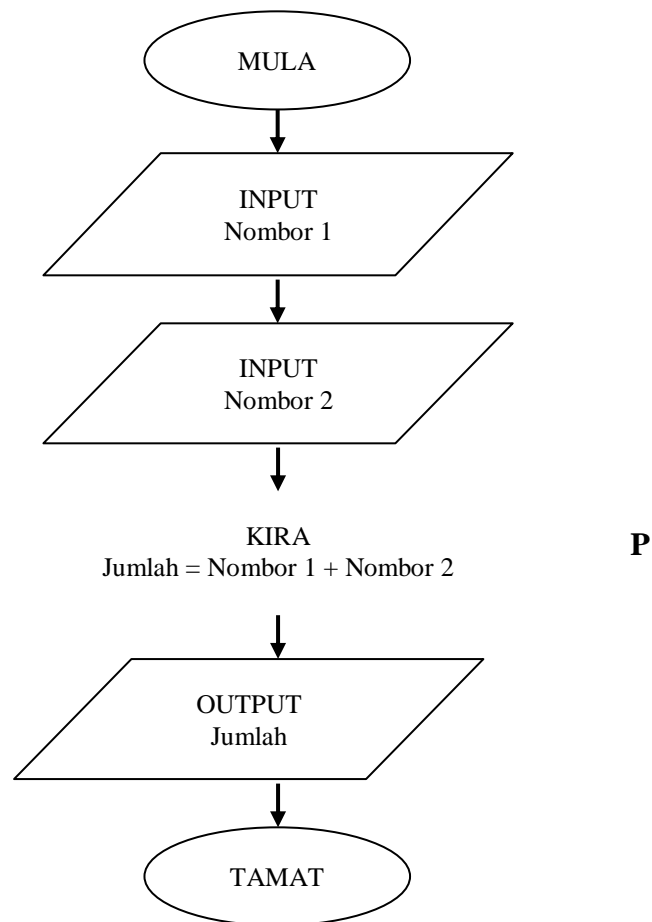 MULA
INPUT
Nombor 1
INPUT
Nombor 2
KIRA
Jumlah = Nombor 1 + Nombor 2
P
OUTPUT
Jumlah
TAMAT